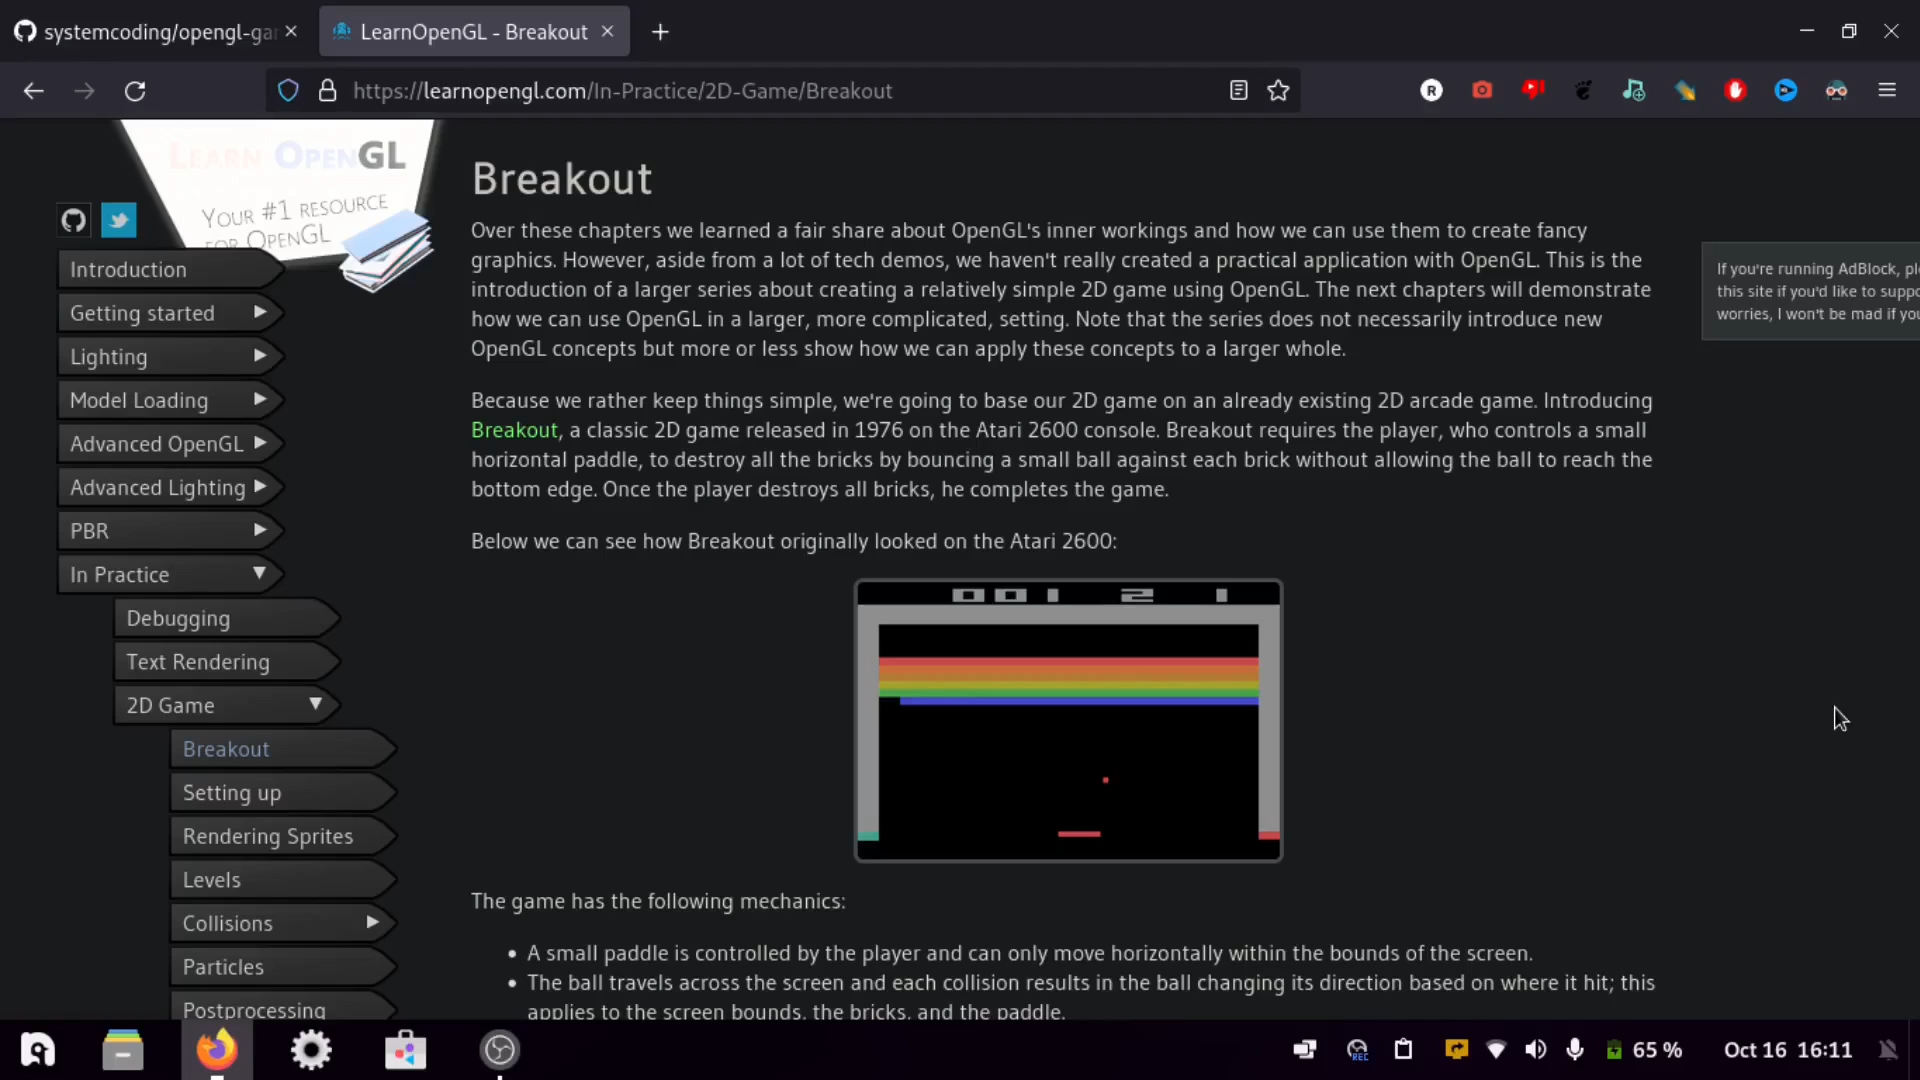 systemcoding/opengl-gar
LearnOpenGL - Breakout
https://learnopengl.com/In-Practice/2D-Game/Breakout
LEARN OPENGL
YOUR #1 RESOURCE
FOR OPENGL
Introduction
Getting started
Lighting
Model Loading
Advanced OpenGL
Advanced Lighting
PBR
In Practice
Debugging
Text Rendering
2D Game
Breakout
Setting up
Rendering Sprites
Levels
Collisions
Particles
Postprocessing
Breakout
Over these chapters we learned a fair share about OpenGL's inner workings and how we can use them to create fancy
graphics. However, aside from a lot of tech demos, we haven't really created a practical application with OpenGL. This is the
introduction of a larger series about creating a relatively simple 2D game using OpenGL. The next chapters will demonstrate
how we can use OpenGL in a larger, more complicated, setting. Note that the series does not necessarily introduce new
OpenGL concepts but more or less show how we can apply these concepts to a larger whole.
Because we rather keep things simple, we're going to base our 2D game on an already existing 2D arcade game. Introducing
Breakout, a classic 2D game released in 1976 on the Atari 2600 console. Breakout requires the player, who controls a small
horizontal paddle, to destroy all the bricks by bouncing a small ball against each brick without allowing the ball to reach the
bottom edge. Once the player destroys all bricks, he completes the game.
Below we can see how Breakout originally looked on the Atari 2600:
001 2 1
The game has the following mechanics:
• A small paddle is controlled by the player and can only move horizontally within the bounds of the screen.
• The ball travels across the screen and each collision results in the ball changing its direction based on where it hit; this
applies to the screen bounds, the bricks, and the paddle.
If you're running AdBlock, ple
this site if you'd like to suppo
worries, I won't be mad if you
R
REC
65 %
Oct 16 16:11